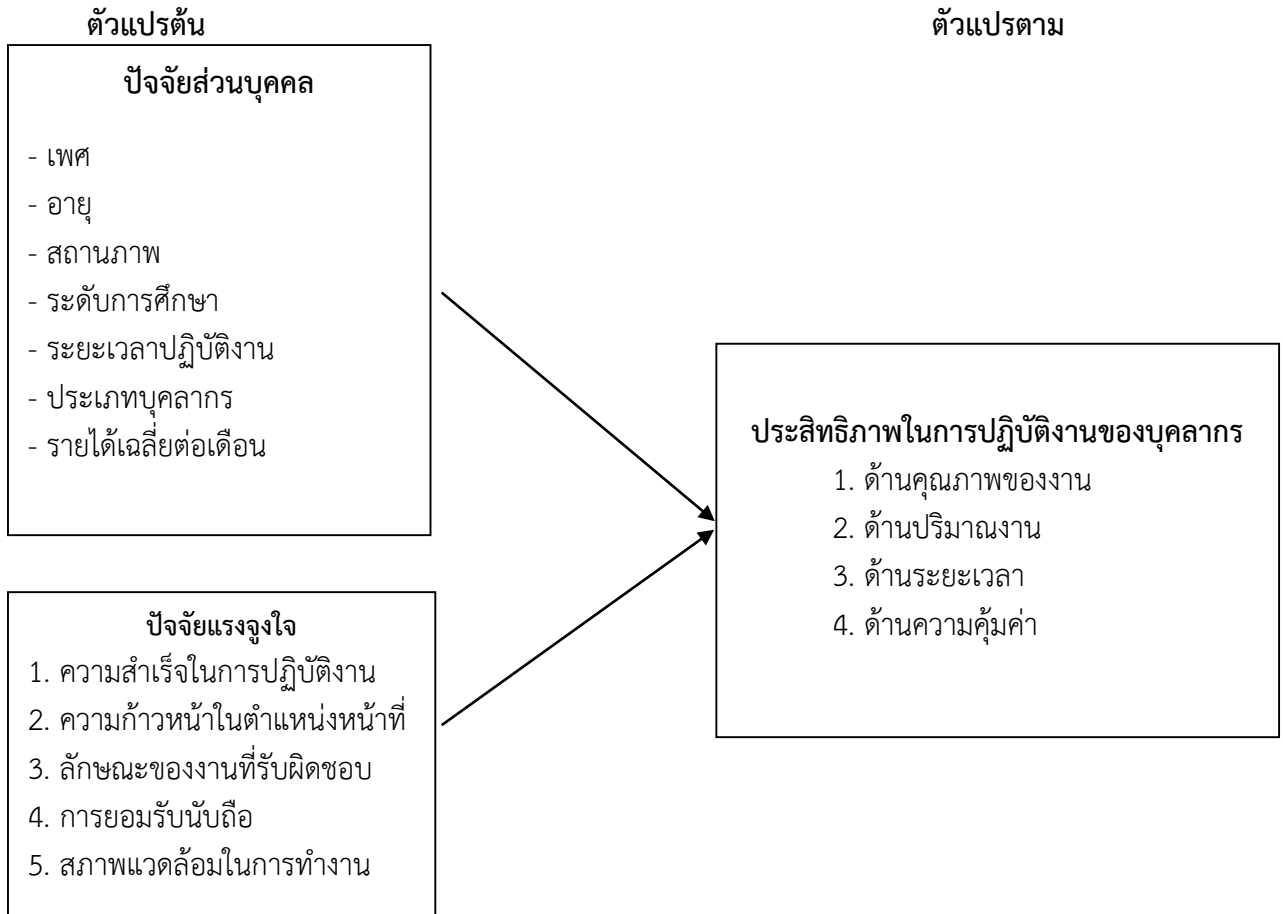 ตัวแปรต้น
ตัวแปรตาม
ปัจจัยส่วนบุคคล
- เพศ
- อายุ
- สถานภาพ
- ระดับการศึกษา
- ระยะเวลาปฏิบัติงาน
- ประเภทบุคลากร
- รายได้เฉลี่ยต่อเดือน
ปัจจัยแรงจูงใจ
1. ความสำเร็จในการปฏิบัติงาน
2. ความก้าวหน้าในตำแหน่งหน้าที่
3. ลักษณะของงานที่รับผิดชอบ
4. การยอมรับนับถือ
5. สภาพแวดล้อมในการทำงาน
ประสิทธิภาพในการปฏิบัติงานของบุคลากร
1. ด้านคุณภาพของงาน
2. ด้านปริมาณงาน
3. ด้านระยะเวลา
4. ด้านความคุ้มค่า